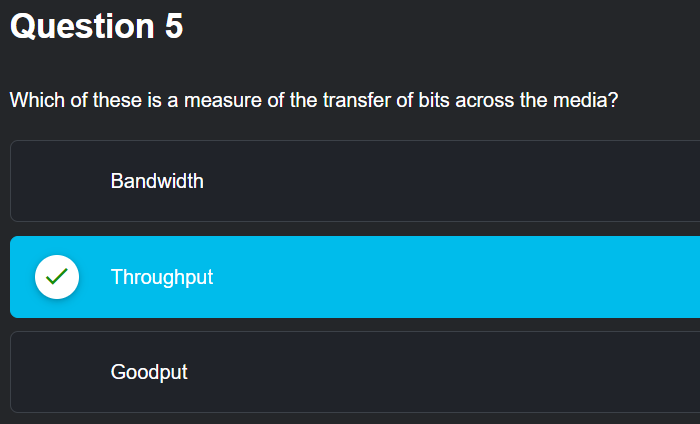 Question 5
Which of these is a measure of the transfer of bits across the media?
Bandwidth
Throughput
Goodput